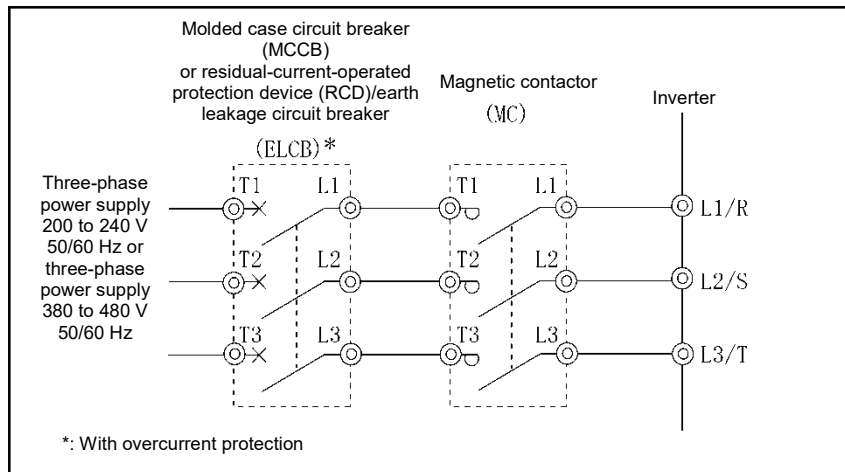 Molded case circuit breaker
(MCCB)
or residual-current-operated
protection device (RCD)/earth
leakage circuit breaker
(ELCB)*
Magnetic contactor
(MC)
Inverter
Three-phase
power supply
200 to 240 V
50/60 Hz or
three-phase
power supply
380 to 480 V
50/60 Hz
T1 L1 T1 L1 L1/R
T2 L2 T2 L2 L2/S
T3 L3 T3 L3 L3/T
*: With overcurrent protection